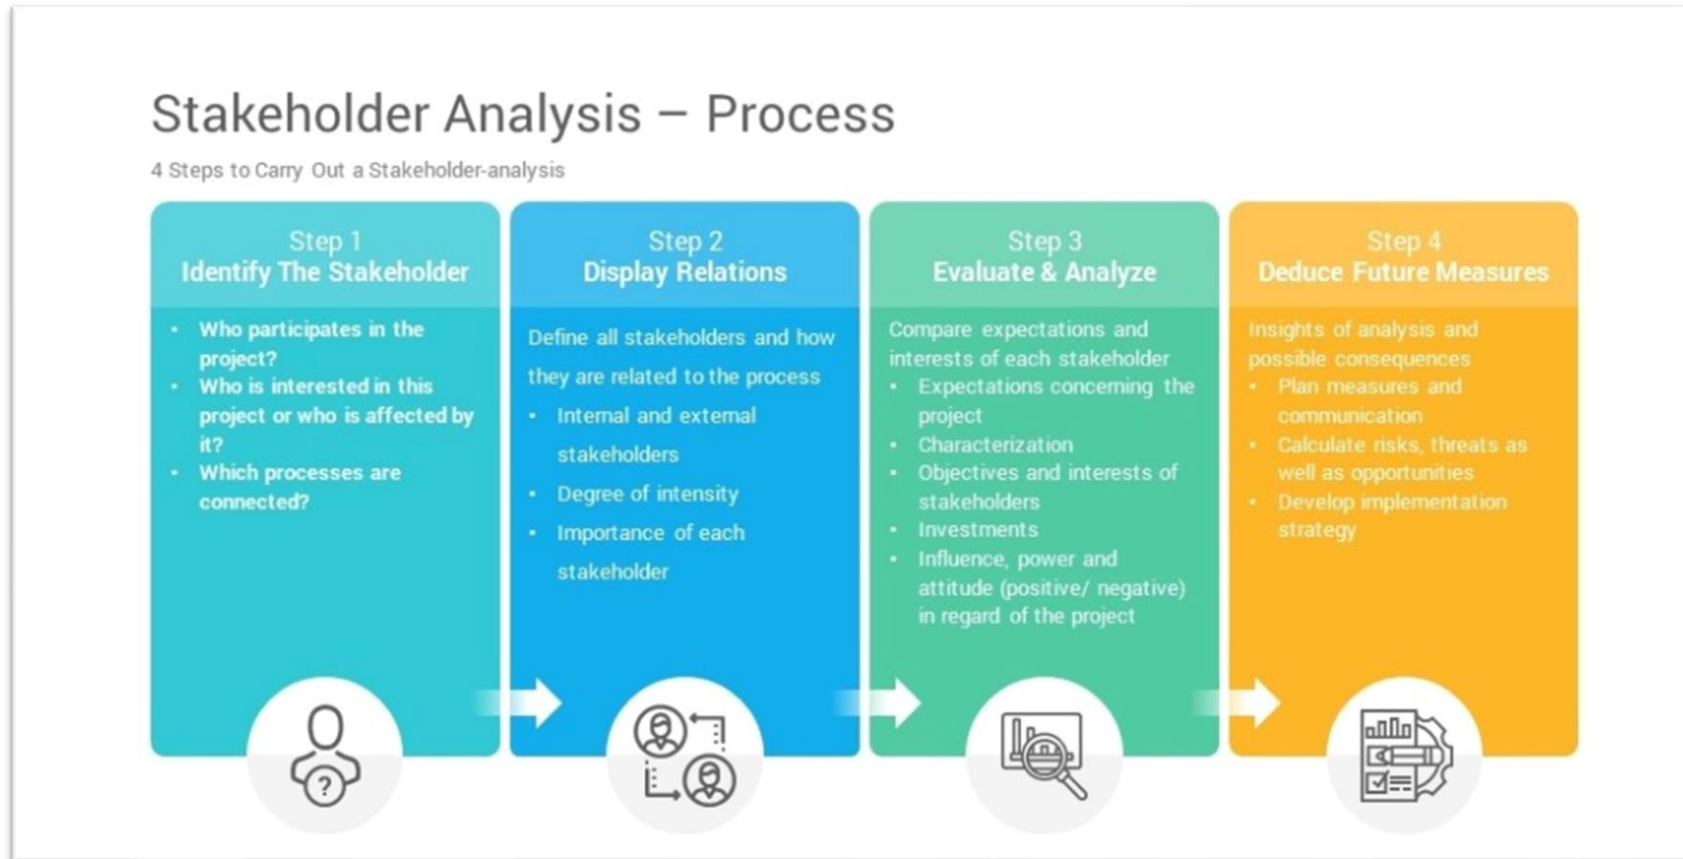 Stakeholder Analysis – Process
4 Steps to Carry Out a Stakeholder-analysis
Step 1
Identify The Stakeholder
• Who participates in the
project?
• Who is interested in this
project or who is affected by
it?
• Which processes are
connected?
?
Step 2
Display Relations
Define all stakeholders and how
they are related to the process
• Internal and external
stakeholders
• Degree of intensity
• Importance of each
stakeholder
Step 3
Evaluate & Analyze
Compare expectations and
interests of each stakeholder
• Expectations concerning the
project
• Characterization
• Objectives and interests of
stakeholders
• Investments
• Influence, power and
attitude (positive/ negative)
in regard of the project
Step 4
Deduce Future Measures
Insights of analysis and
possible consequences
• Plan measures and
communication
• Calculate risks, threats as
well as opportunities
• Develop implementation
strategy